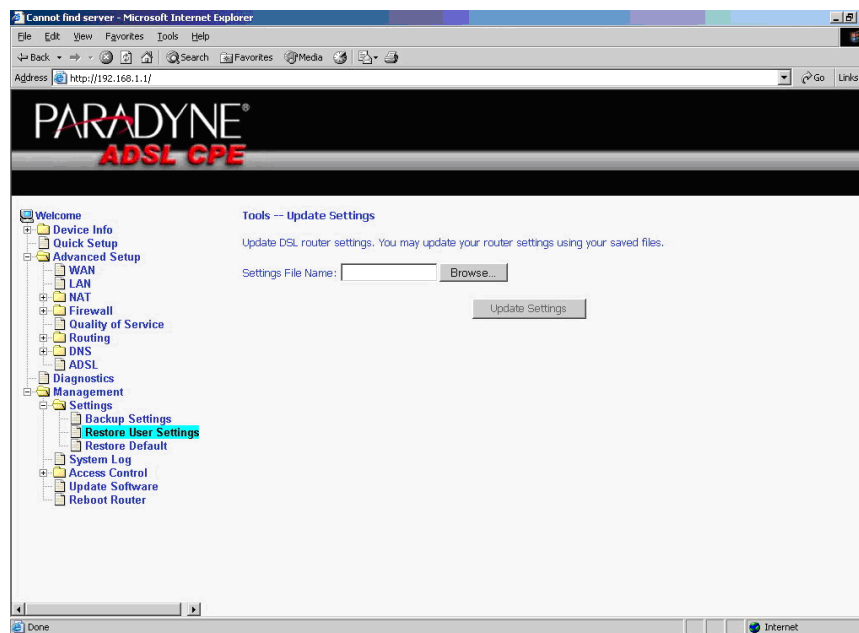 Cannot find server - Microsoft Internet Explorer
File Edit View Favorites Tools Help
Back Search Favorites Media
Address http://192.168.1.1/ Go Links
PARADYNE®
ADSL CPE
Welcome
Device Info
Quick Setup
Advanced Setup
WAN
LAN
NAT
Firewall
Quality of Service
Routing
DNS
ADSL
Diagnostics
Management
Settings
Backup Settings
Restore User Settings
Restore Default
System Log
Access Control
Update Software
Reboot Router
Tools -- Update Settings
Update DSL router settings. You may update your router settings using your saved files.
Settings File Name: Browse...
Update Settings
Done Internet